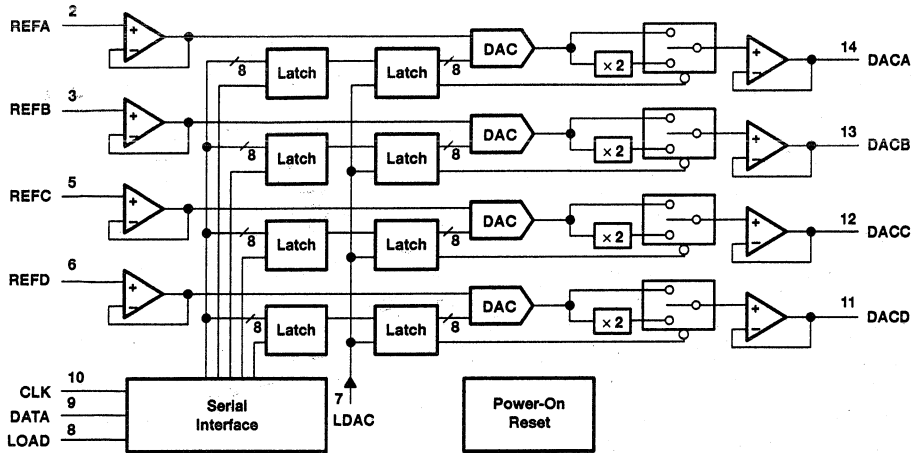 REFA 2
DAC
× 2
14 DACA
8 Latch Latch 8
REFB 3
DAC
× 2
13 DACB
8 Latch Latch 8
REFC 5
DAC
× 2
12 DACC
8 Latch Latch 8
REFD 6
DAC
× 2
11 DACD
8 Latch Latch 8
CLK 10
DATA 9
LOAD 8
Serial
Interface
7
LDAC
Power-On
Reset